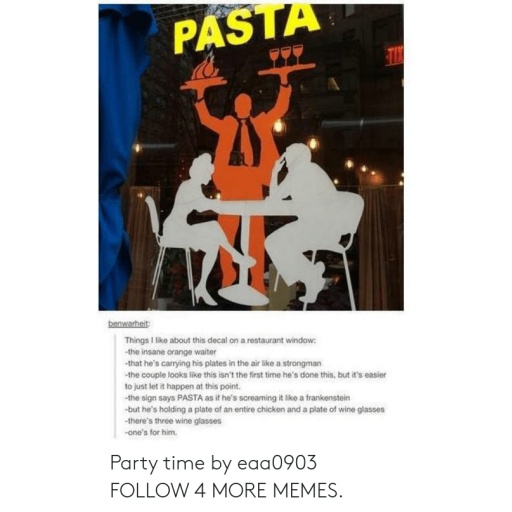 PASTA
TIX
benwarheit:
Things I like about this decal on a restaurant window:
-the insane orange waiter
-that he's carrying his plates in the air like a strongman
-the couple looks like this isn't the first time he's done this, but it's easier
to just let it happen at this point.
-the sign says PASTA as if he's screaming it like a frankenstein
-but he's holding a plate of an entire chicken and a plate of wine glasses
-there's three wine glasses
-one's for him.
Party time by eaa0903
FOLLOW 4 MORE MEMES.